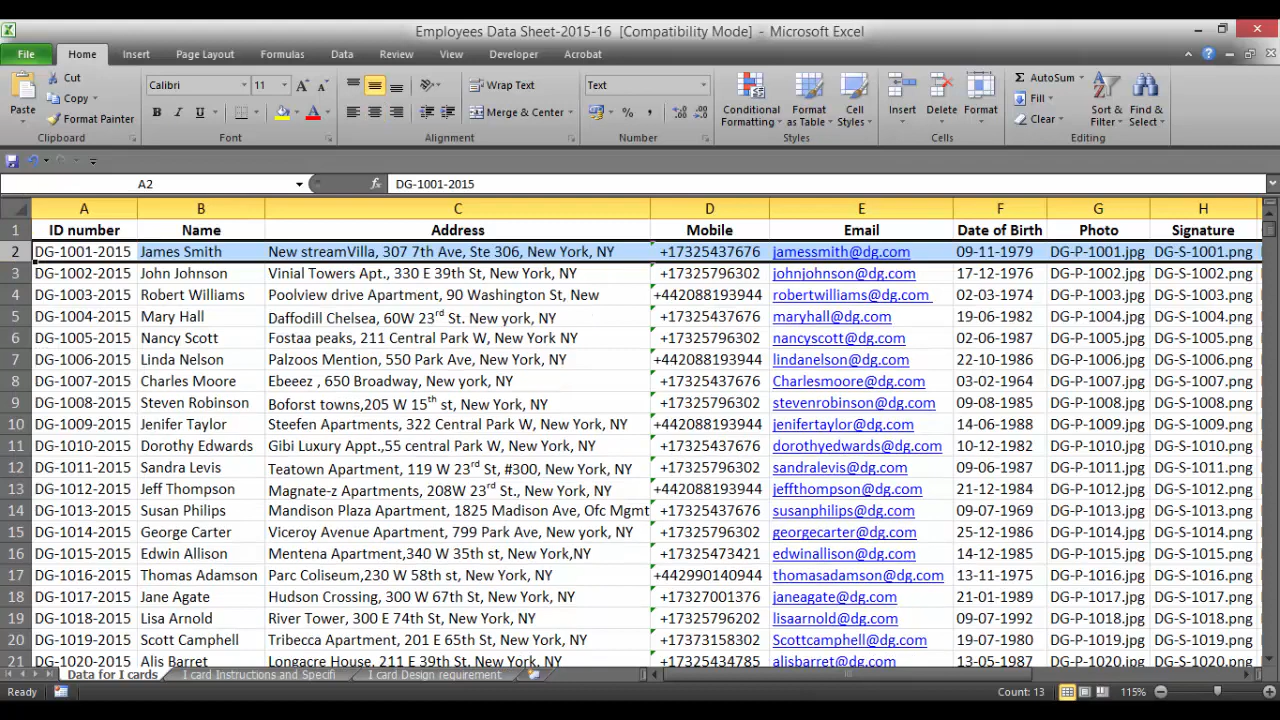 Employees Data Sheet-2015-16 [Compatibility Mode] - Microsoft Excel
File Home Insert Page Layout Formulas Data Review View Developer Acrobat
Cut Calibri 11 Wrap Text Text AutoSum
Paste Copy Merge & Center Conditional Formatting Format as Table Cell Styles Insert Delete Format Fill Sort & Filter Find & Select
Format Painter Clear
Clipboard Font Alignment Number Styles Cells Editing
A2 fx DG-1001-2015
A B C D E F G H
1 ID number Name Address Mobile Email Date of Birth Photo Signature
2 DG-1001-2015 James Smith New streamVilla, 307 7th Ave, Ste 306, New York, NY +17325437676 jamessmith@dg.com 09-11-1979 DG-P-1001.jpg DG-S-1001.png
3 DG-1002-2015 John Johnson Vinial Towers Apt., 330 E 39th St, New York, NY +17325796302 johnjohnson@dg.com 17-12-1976 DG-P-1002.jpg DG-S-1002.png
4 DG-1003-2015 Robert Williams Poolview drive Apartment, 90 Washington St, New +442088193944 robertwilliams@dg.com 02-03-1974 DG-P-1003.jpg DG-S-1003.png
5 DG-1004-2015 Mary Hall Daffodill Chelsea, 60W 23rd St. New york, NY +17325437676 maryhall@dg.com 19-06-1982 DG-P-1004.jpg DG-S-1004.png
6 DG-1005-2015 Nancy Scott Fostaa peaks, 211 Central Park W, New York NY +17325796302 nancyscott@dg.com 02-06-1987 DG-P-1005.jpg DG-S-1005.png
7 DG-1006-2015 Linda Nelson Palzoos Mention, 550 Park Ave, New York, NY +442088193944 lindanelson@dg.com 22-10-1986 DG-P-1006.jpg DG-S-1006.png
8 DG-1007-2015 Charles Moore Ebeeez , 650 Broadway, New york, NY +17325437676 Charlesmoore@dg.com 03-02-1964 DG-P-1007.jpg DG-S-1007.png
9 DG-1008-2015 Steven Robinson Boforst towns,205 W 15th st, New York, NY +17325796302 stevenrobinson@dg.com 09-08-1985 DG-P-1008.jpg DG-S-1008.png
10 DG-1009-2015 Jenifer Taylor Steefen Apartments, 322 Central Park W, New York, NY +442088193944 jenifertaylor@dg.com 14-06-1988 DG-P-1009.jpg DG-S-1009.png
11 DG-1010-2015 Dorothy Edwards Gibi Luxury Appt.,55 central Park W, New York, NY +17325437676 dorothyedwards@dg.com 10-12-1982 DG-P-1010.jpg DG-S-1010.png
12 DG-1011-2015 Sandra Levis Teatown Apartment, 119 W 23rd St, #300, New York, NY +17325796302 sandralevis@dg.com 09-06-1987 DG-P-1011.jpg DG-S-1011.png
13 DG-1012-2015 Jeff Thompson Magnate-z Apartments, 208W 23rd St., New York, NY +442088193944 jeffthompson@dg.com 21-12-1984 DG-P-1012.jpg DG-S-1012.png
14 DG-1013-2015 Susan Philips Mandison Plaza Apartment, 1825 Madison Ave, Ofc Mgmt +17325437676 susanphilips@dg.com 09-07-1969 DG-P-1013.jpg DG-S-1013.png
15 DG-1014-2015 George Carter Viceroy Avenue Apartment, 799 Park Ave, New york, NY +17325796302 georgecarter@dg.com 25-12-1986 DG-P-1014.jpg DG-S-1014.png
16 DG-1015-2015 Edwin Allison Mentena Apartment,340 W 35th st, New York,NY +17325473421 edwinallison@dg.com 14-12-1985 DG-P-1015.jpg DG-S-1015.png
17 DG-1016-2015 Thomas Adamson Parc Coliseum,230 W 58th st, New York, NY +442990140944 thomasadamson@dg.com 13-11-1975 DG-P-1016.jpg DG-S-1016.png
18 DG-1017-2015 Jane Agate Hudson Crossing, 300 W 67th St, New York, NY +17327001376 janeagate@dg.com 21-01-1989 DG-P-1017.jpg DG-S-1017.png
19 DG-1018-2015 Lisa Arnold River Tower, 300 E 74th St, New York, NY +17325796202 lisaarnold@dg.com 09-07-1992 DG-P-1018.jpg DG-S-1018.png
20 DG-1019-2015 Scott Campbell Tribecca Apartment, 201 E 65th St, New York, NY +17373158302 Scottcampbell@dg.com 19-07-1980 DG-P-1019.jpg DG-S-1019.png
21 DG-1020-2015 Alis Barret Longacre House, 211 E 39th St, New York, NY +17325434785 alisbarret@dg.com 13-05-1987 DG-P-1020.jpg DG-S-1020.png
Data for I cards I card Instructions and Specifi I card Design requirement
Ready Count: 13 115%